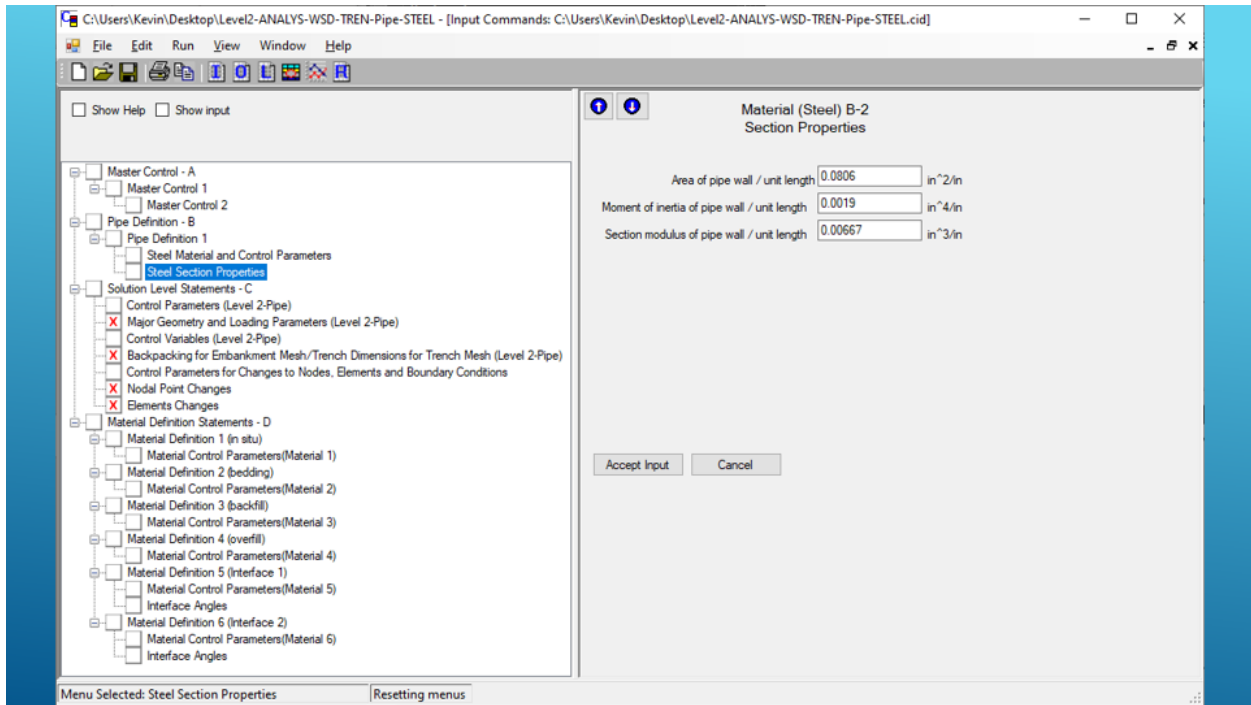 C:\Users\Kevin\Desktop\Level2-ANALYS-WSD-TREN-Pipe-STEEL - [Input Commands: C:\Users\Kevin\Desktop\Level2-ANALYS-WSD-TREN-Pipe-STEEL.cid]
File Edit Run View Window Help
Show Help Show input
Master Control - A
Master Control 1
Master Control 2
Pipe Definition - B
Pipe Definition 1
Steel Material and Control Parameters
Steel Section Properties
Solution Level Statements - C
Control Parameters (Level 2-Pipe)
X Major Geometry and Loading Parameters (Level 2-Pipe)
Control Variables (Level 2-Pipe)
X Backpacking for Embankment Mesh/Trench Dimensions for Trench Mesh (Level 2-Pipe)
Control Parameters for Changes to Nodes, Elements and Boundary Conditions
X Nodal Point Changes
X Elements Changes
Material Definition Statements - D
Material Definition 1 (in situ)
Material Control Parameters(Material 1)
Material Definition 2 (bedding)
Material Control Parameters(Material 2)
Material Definition 3 (backfill)
Material Control Parameters(Material 3)
Material Definition 4 (overfill)
Material Control Parameters(Material 4)
Material Definition 5 (Interface 1)
Material Control Parameters(Material 5)
Interface Angles
Material Definition 6 (Interface 2)
Material Control Parameters(Material 6)
Interface Angles
Material (Steel) B-2
Section Properties
Area of pipe wall / unit length 0.0806 in^2/in
Moment of inertia of pipe wall / unit length 0.0019 in^4/in
Section modulus of pipe wall / unit length 0.00667 in^3/in
Accept Input Cancel
Menu Selected: Steel Section Properties Resetting menus